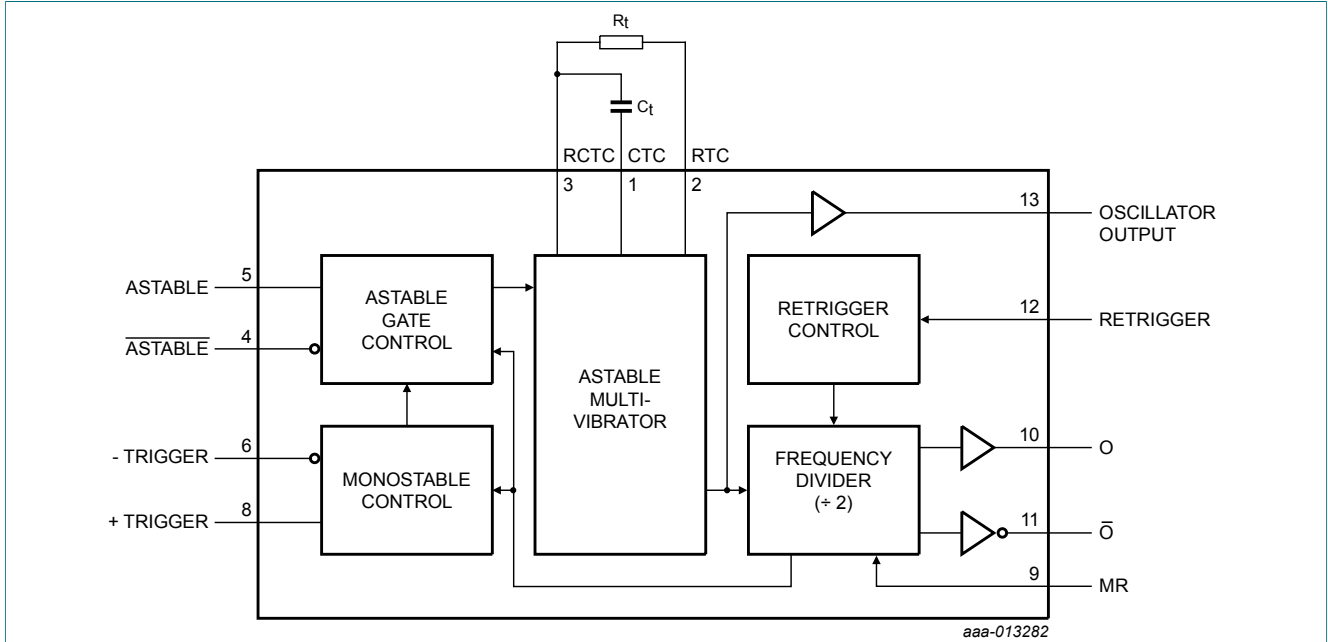 Rt
Ct
RCTC CTC RTC
3 1 2
13 OSCILLATOR
OUTPUT
5
ASTABLE
ASTABLE
GATE
CONTROL
4
A̅S̅T̅A̅B̅L̅E̅
RETRIGGER
CONTROL
12
RETRIGGER
ASTABLE
MULTI-
VIBRATOR
6
- TRIGGER
8
+ TRIGGER
MONOSTABLE
CONTROL
FREQUENCY
DIVIDER
(÷ 2)
10
O
11
O̅
9
MR
aaa-013282